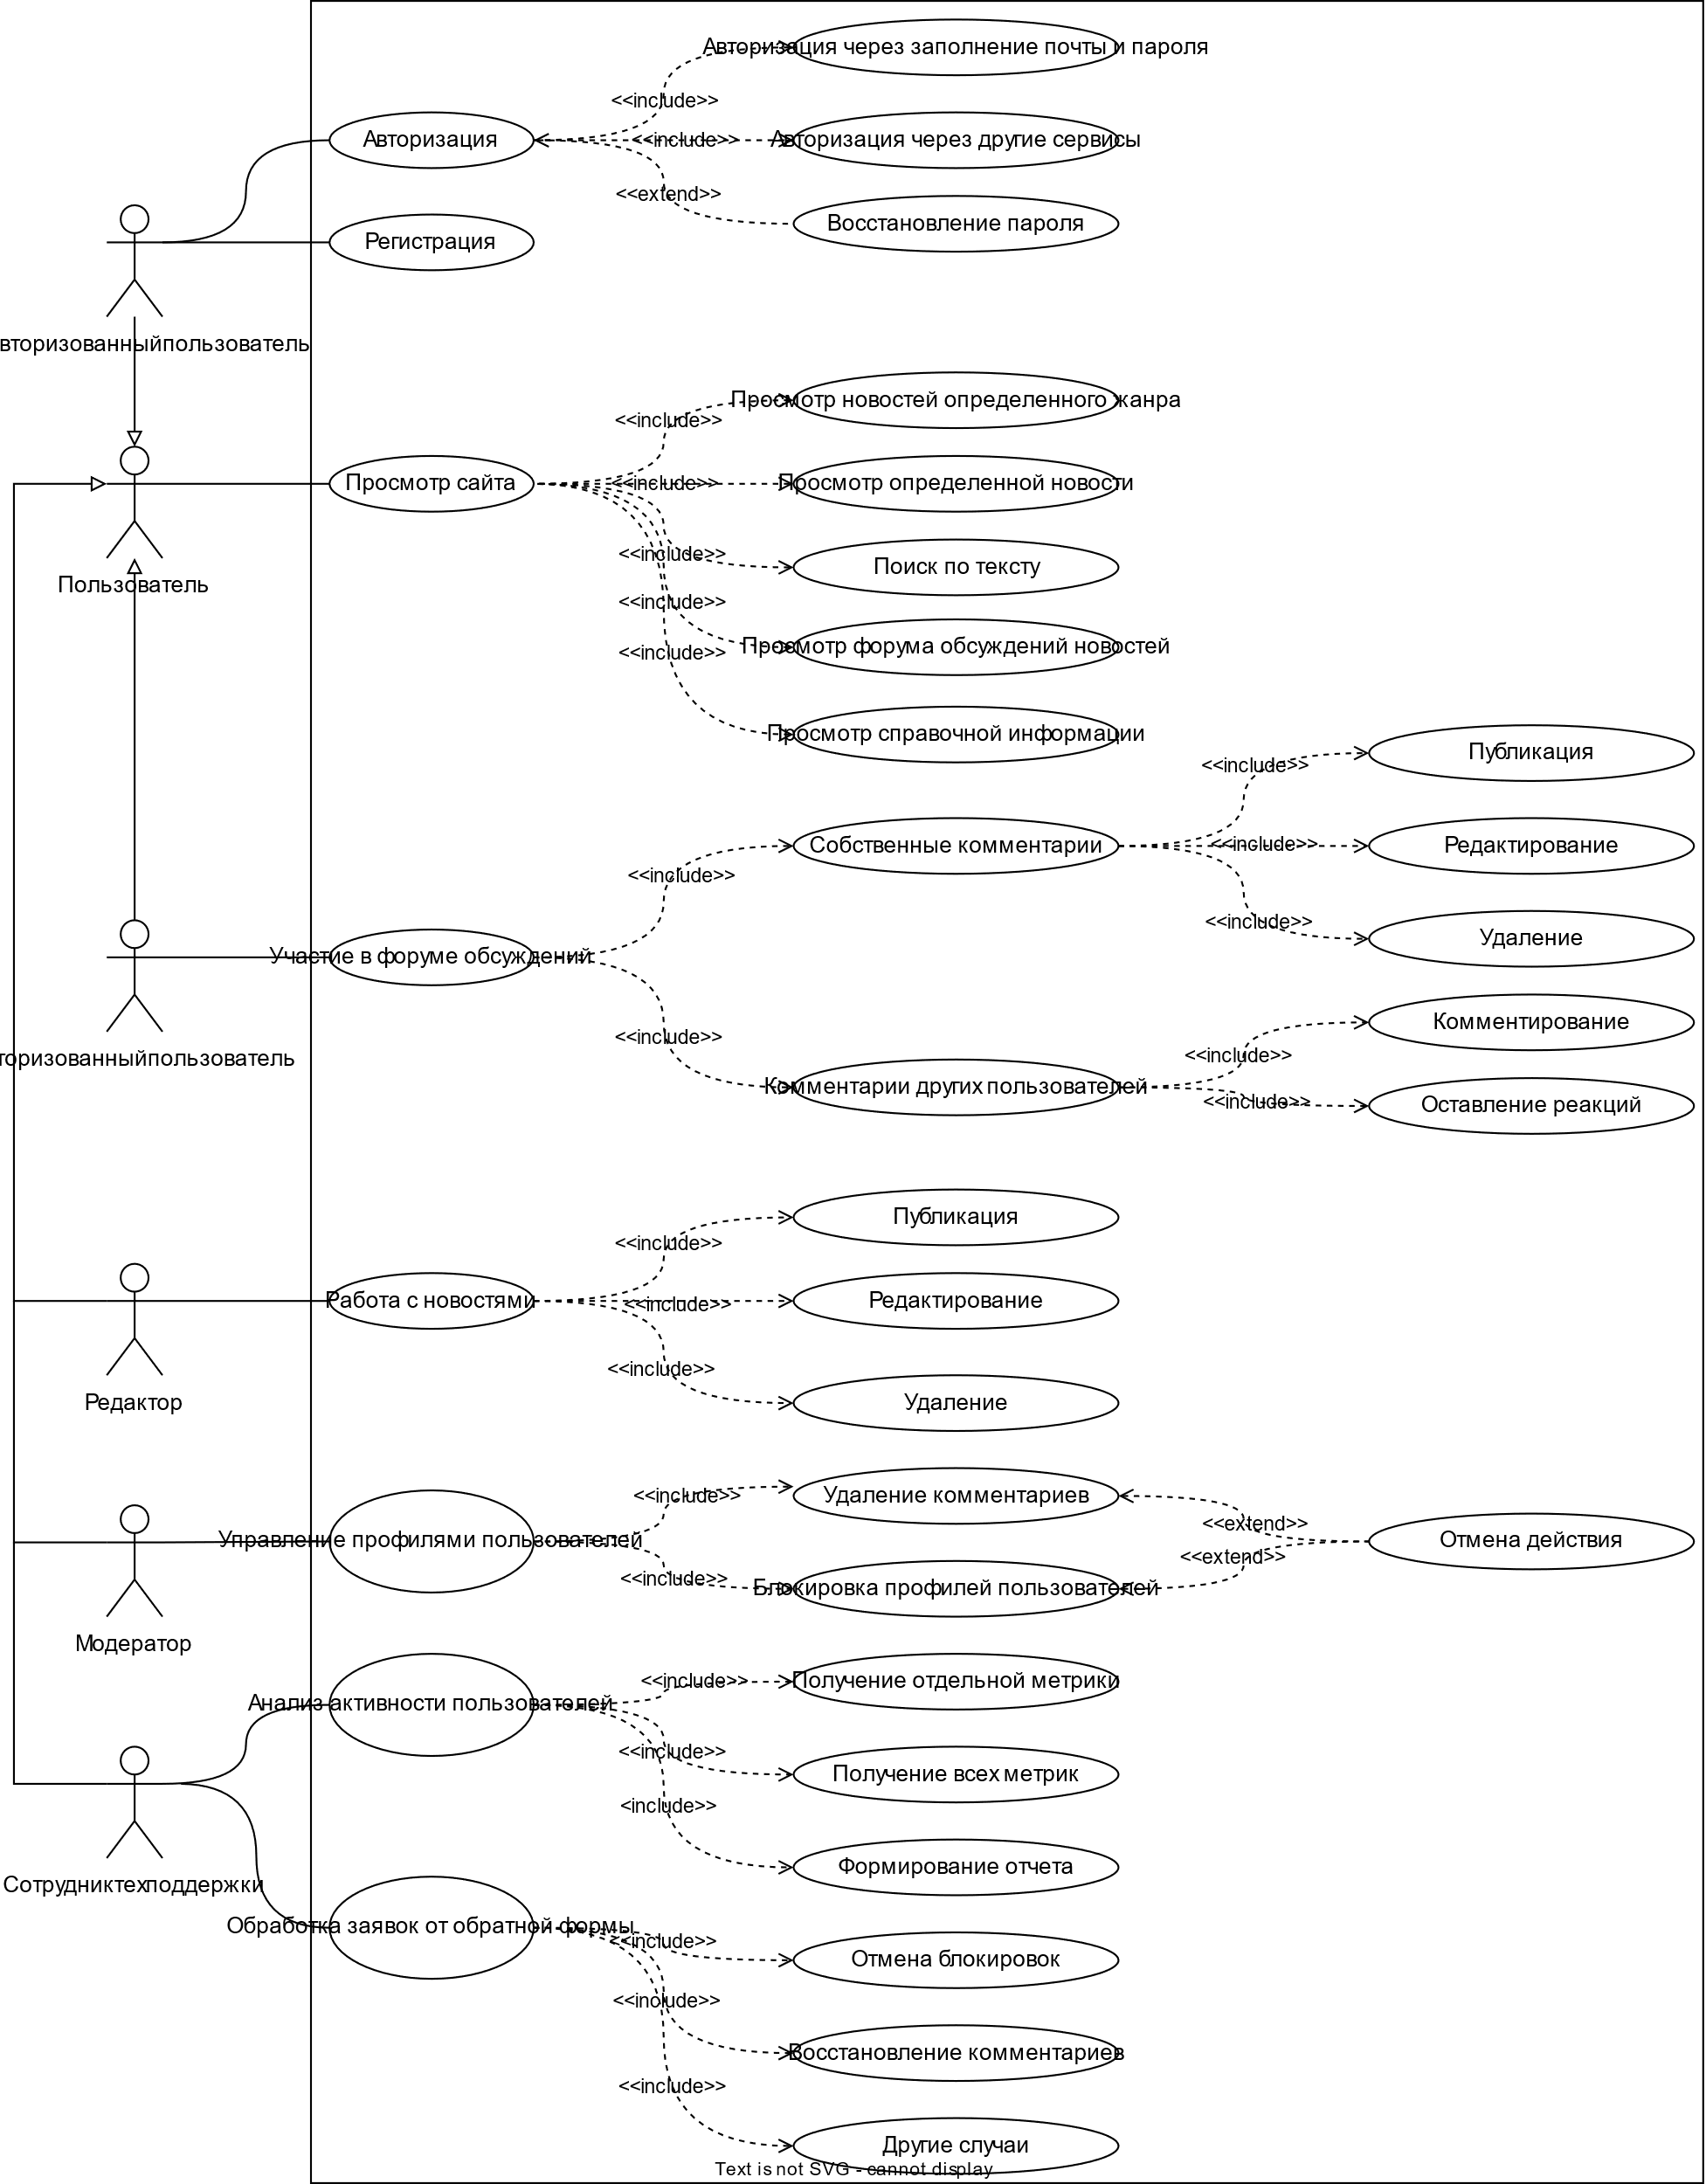 Авторизация через заполнение почты и пароля
<<include>>
Авторизация
<<include>>
Авторизация через другие сервисы
<<extend>>
Восстановление пароля
Регистрация
вторизованныйпользователь
Просмотр новостей определенного жанра
<<include>>
Просмотр сайта
<<include>>
Просмотр определенной новости
<<include>>
Поиск по тексту
Пользователь
<<include>>
Просмотр форума обсуждений новостей
<<include>>
Просмотр справочной информации
Публикация
<<include>>
Собственные комментарии
<<include>>
Редактирование
<<include>>
<<include>>
Удаление
Участие в форуме обсуждений
Комментирование
<<include>>
<<include>>
торизованныйпользователь
Комментарии других пользователей
<<include>>
Оставление реакций
Публикация
<<include>>
Работа с новостями
<<include>>
Редактирование
<<include>>
Редактор
Удаление
<<include>>
Удаление комментариев
<<extend>>
Управление профилями пользователей
Отмена действия
<<extend>>
<<include>>
Блокировка профилей пользователей
Модератор
<<include>>
Получение отдельной метрики
Анализ активности пользователей
<<include>>
Получение всех метрик
<include>>
Формирование отчета
Сотрудниктехподдержки
Обработка заявок от обратной формы
<<include>>
Отмена блокировок
<<include>>
Восстановление комментариев
<<include>>
Другие случаи
Text is not SVG - cannot display